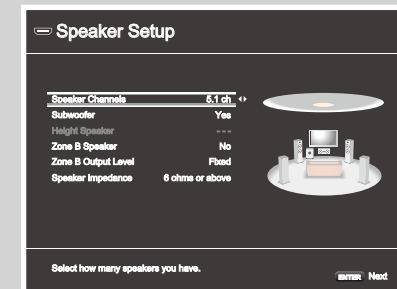 Speaker Setup
Speaker Channels 5.1 ch
Subwoofer Yes
Height Speaker ---
Zone B Speaker No
Zone B Output Level Fixed
Speaker Impedance 6 ohms or above
Select how many speakers you have.
ENTER Next